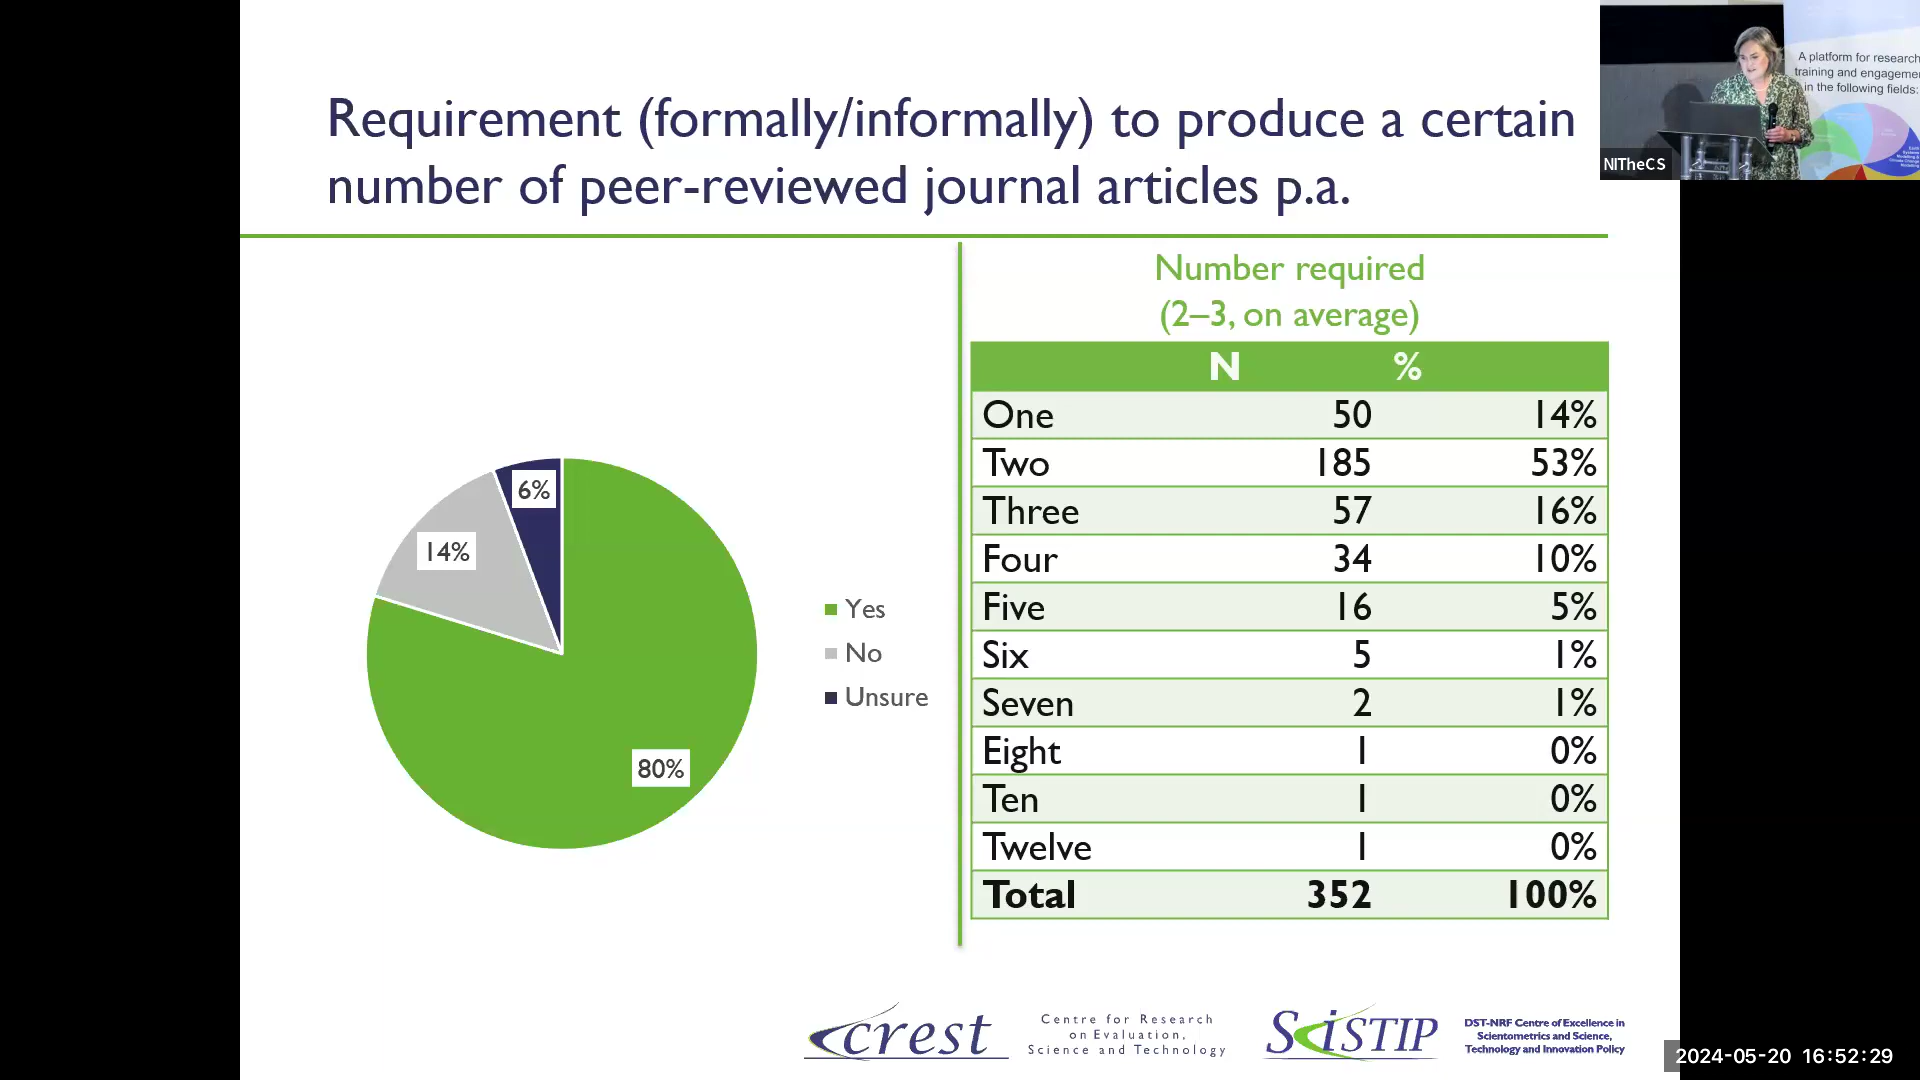 Requirement (formally/informally) to produce a certain
number of peer-reviewed journal articles p.a.
A platform for research
training and engagemen
in the following fields:
NITheCS
6%
14%
80%
Yes
No
Unsure
Number required
(2–3, on average)
N %
One 50 14%
Two 185 53%
Three 57 16%
Four 34 10%
Five 16 5%
Six 5 1%
Seven 2 1%
Eight 1 0%
Ten 1 0%
Twelve 1 0%
Total 352 100%
crest
Centre for Research
on Evaluation,
Science and Technology
SciSTIP
DST-NRF Centre of Excellence in
Scientometrics and Science,
Technology and Innovation Policy
2024-05-20 16:52:29